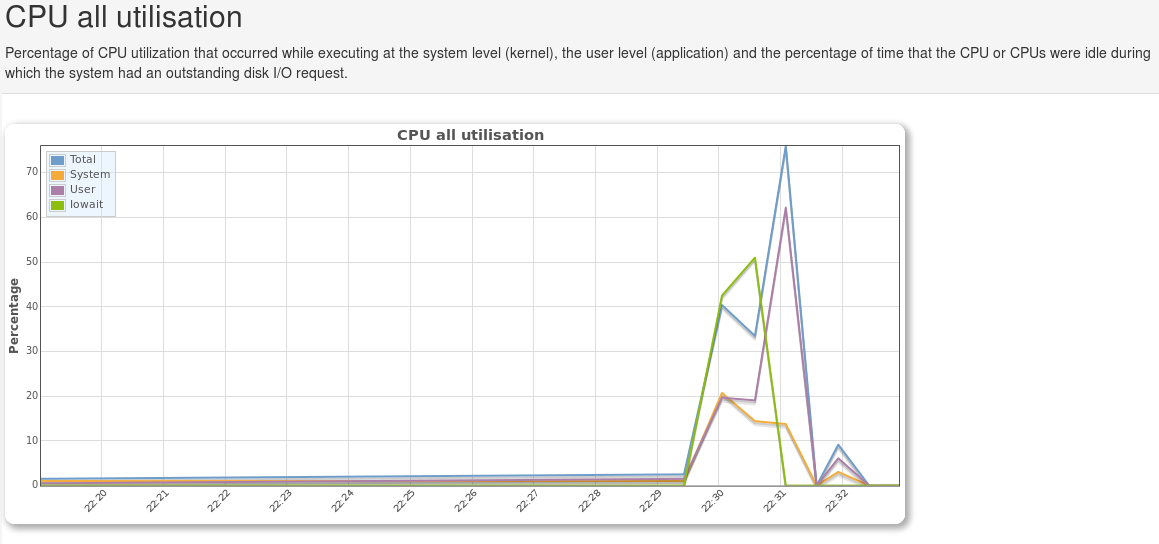 CPU all utilisation
Percentage of CPU utilization that occurred while executing at the system level (kernel), the user level (application) and the percentage of time that the CPU or CPUs were idle during
which the system had an outstanding disk I/O request.
CPU all utilisation
Total
System
User
Iowait
Percentage
70
60
50
40
30
20
10
0
22:20
22:21
22:22
22:23
22:24
22:25
22:26
22:27
22:28
22:29
22:30
22:31
22:32